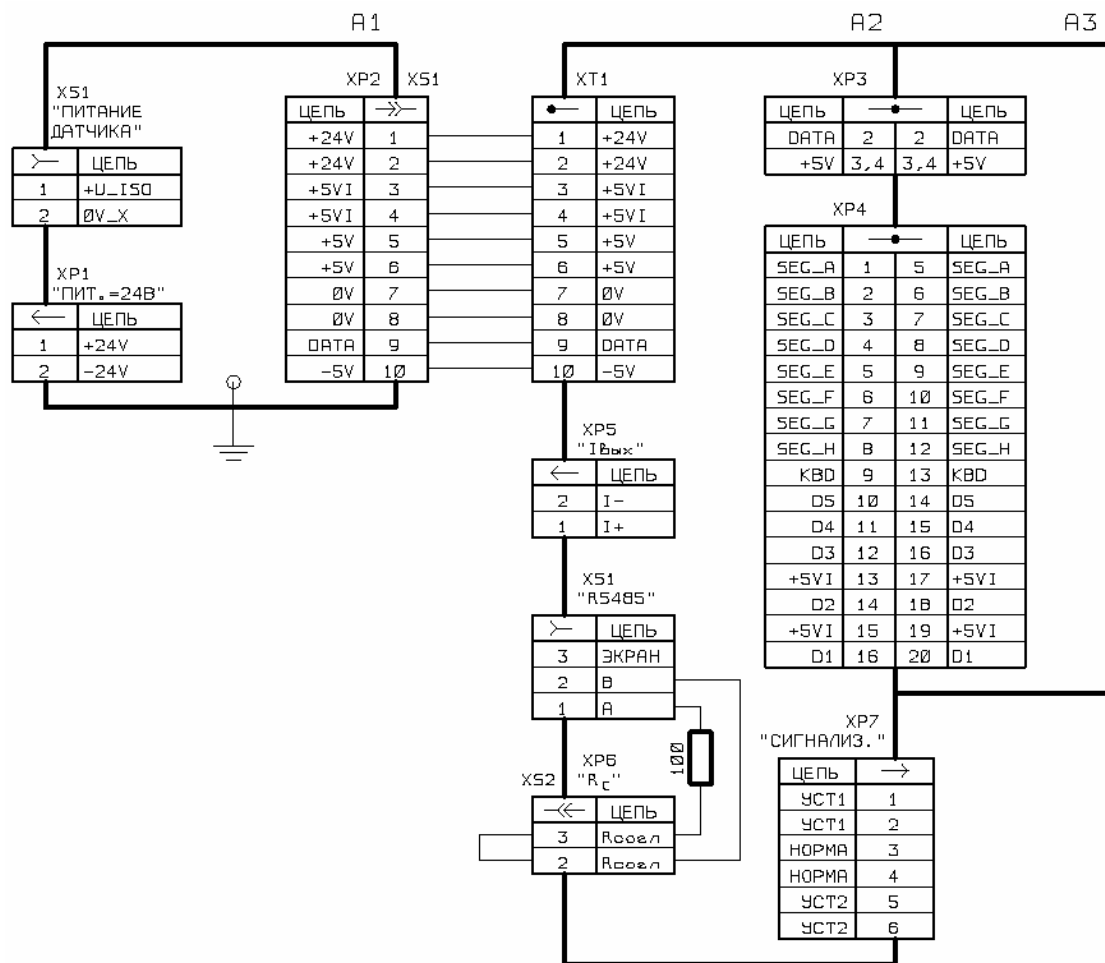 A1
A2
A3
XS1
"ПИТАНИЕ
ДАТЧИКА"
ЦЕПЬ
1 +U_ISO
2 0V_X
XP1
"ПИТ.=24В"
ЦЕПЬ
1 +24V
2 -24V
XP2 XS1
ЦЕПЬ
+24V 1
+24V 2
+5VI 3
+5VI 4
+5V 5
+5V 6
0V 7
0V 8
DATA 9
-5V 10
XT1
ЦЕПЬ
1 +24V
2 +24V
3 +5VI
4 +5VI
5 +5V
6 +5V
7 0V
8 0V
9 DATA
10 -5V
XP5
"Iвых"
ЦЕПЬ
2 I-
1 I+
XS1
"RS485"
ЦЕПЬ
3 ЭКРАН
2 B
1 A
100
XS2
XP6
"Rc"
ЦЕПЬ
3 Rсогл
2 Rсогл
XP3
ЦЕПЬ ЦЕПЬ
DATA 2 2 DATA
+5V 3,4 3,4 +5V
XP4
ЦЕПЬ ЦЕПЬ
SEG_A 1 5 SEG_A
SEG_B 2 6 SEG_B
SEG_C 3 7 SEG_C
SEG_D 4 8 SEG_D
SEG_E 5 9 SEG_E
SEG_F 6 10 SEG_F
SEG_G 7 11 SEG_G
SEG_H 8 12 SEG_H
KBD 9 13 KBD
D5 10 14 D5
D4 11 15 D4
D3 12 16 D3
+5VI 13 17 +5VI
D2 14 18 D2
+5VI 15 19 +5VI
D1 16 20 D1
XP7
"СИГНАЛИЗ."
ЦЕПЬ
УСТ1 1
УСТ1 2
НОРМА 3
НОРМА 4
УСТ2 5
УСТ2 6